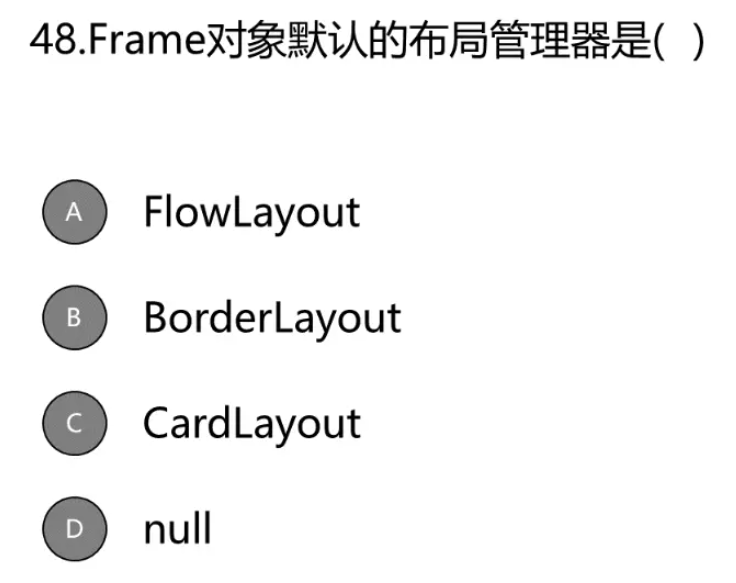 48.Frame对象默认的布局管理器是(  )
A FlowLayout
B BorderLayout
C CardLayout
D null